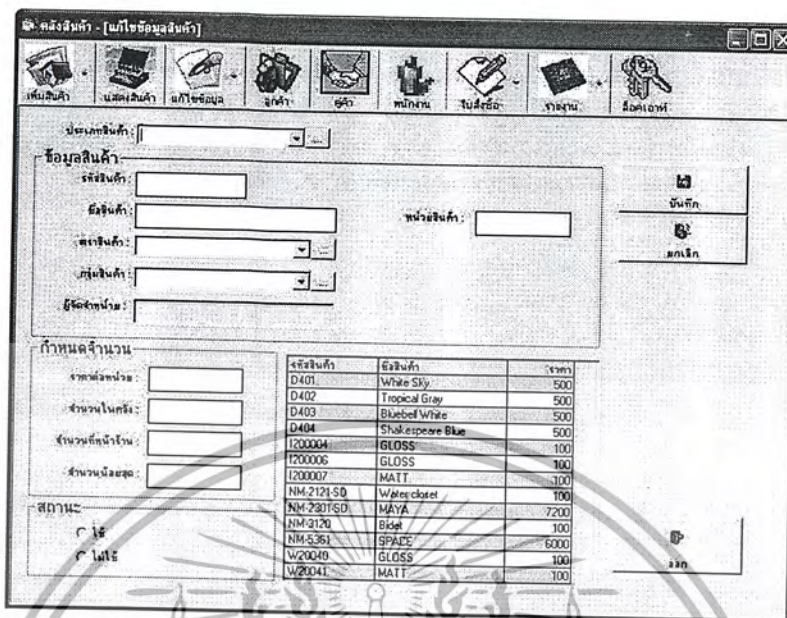 คลังสินค้า - [แก้ไขข้อมูลสินค้า]
เพิ่มสินค้า แสดงสินค้า แก้ไขข้อมูล ลูกค้า คู่ค้า พนักงาน ใบสั่งซื้อ รายงาน ล็อคเอาท์
ประเภทสินค้า :
ข้อมูลสินค้า
รหัสสินค้า :
ชื่อสินค้า :
หน่วยสินค้า :
ตราสินค้า :
กลุ่มสินค้า :
ผู้จัดจำหน่าย :
บันทึก
ยกเลิก
กำหนดจำนวน
ราคาต่อหน่วย :
จำนวนในคลัง :
จำนวนที่หน้าร้าน :
จำนวนน้อยสุด :
สถานะ
ใช้
ไม่ใช้
รหัสสินค้า ชื่อสินค้า ราคา
D401 White Sky 500
D402 Tropical Gray 500
D403 Bluebell White 500
D404 Shakespeare Blue 500
I200004 GLOSS 100
I200006 GLOSS 100
I200007 MATT 100
NM-2121-SD Water closet 100
NM-2301-SD MAYA 7200
NM-3120 Bidet 100
NM-5361 SPACE 6000
W20040 GLOSS 100
W20041 MATT 100
ออก